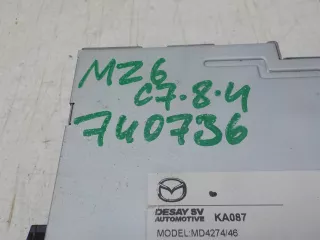 MZ6
C7.8.4
740736
DESAY SV
AUTOMOTIVE KA087
MODEL:MD4274/46